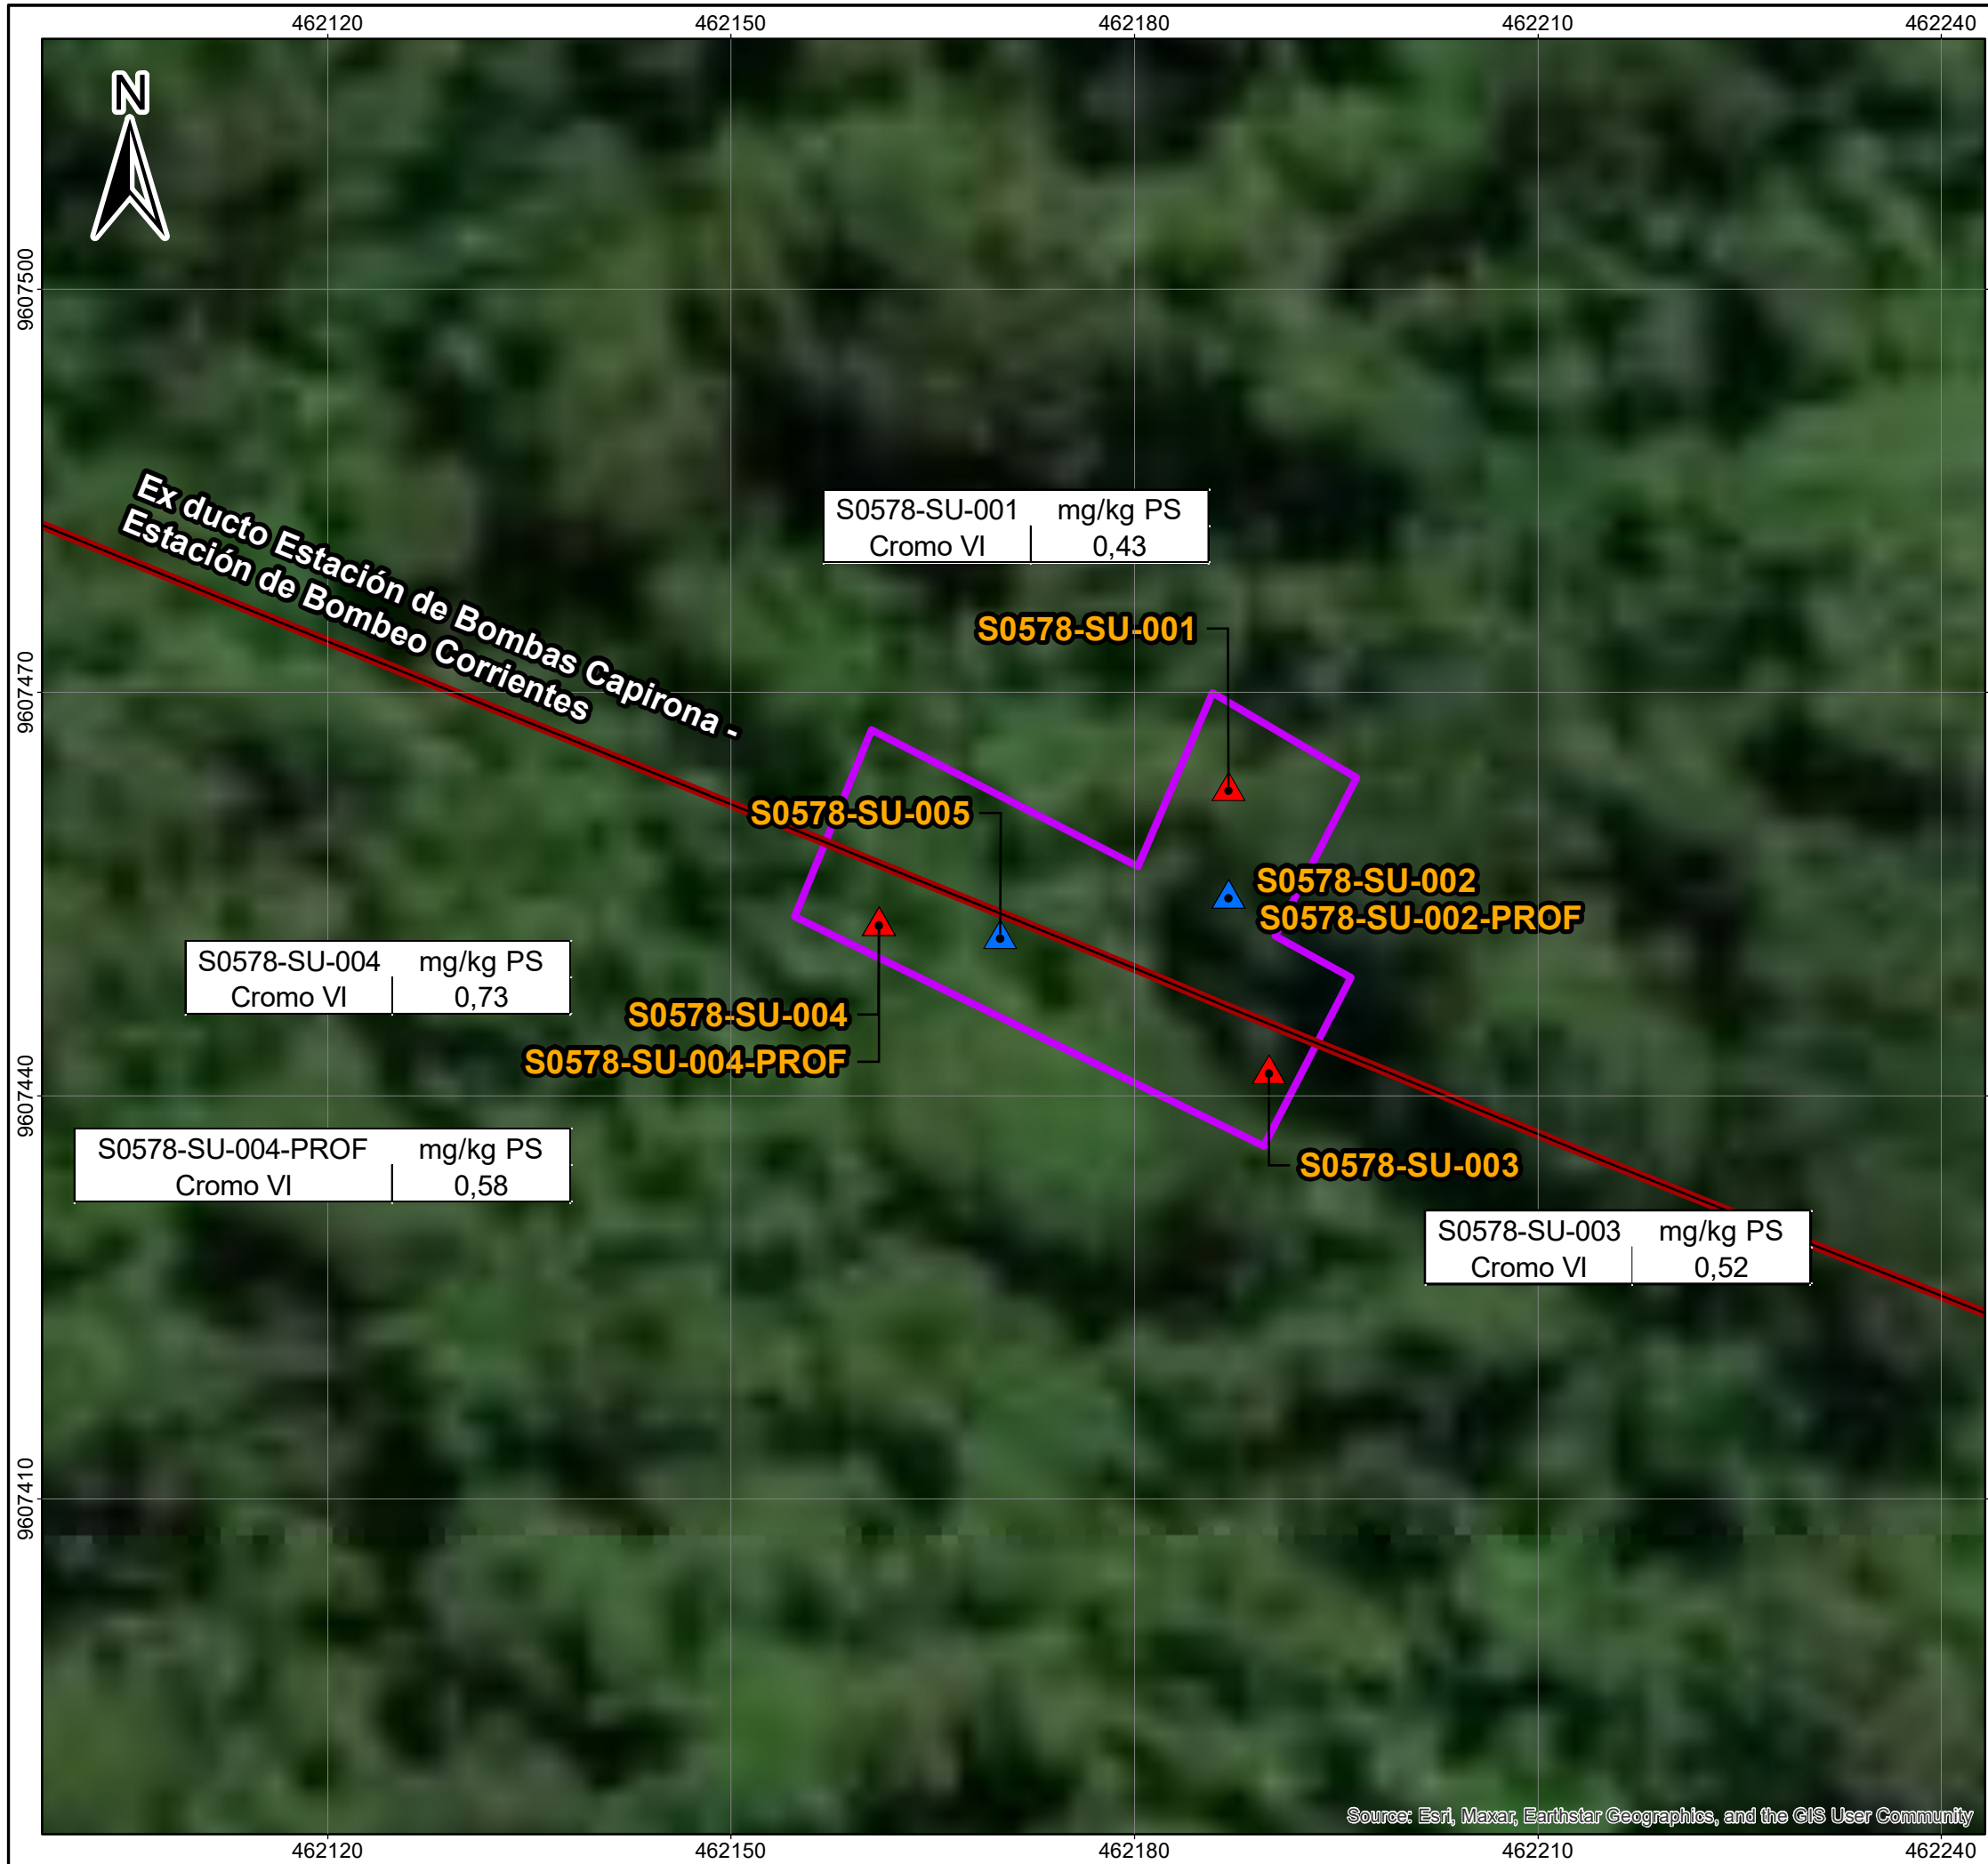 462120 462150 462180 462210 462240
N
9607500
Ex ducto Estación de Bombas Capirona -
Estación de Bombeo Corrientes
S0578-SU-001 mg/kg PS
Cromo VI 0,43
S0578-SU-001
9607470
S0578-SU-005
S0578-SU-002
S0578-SU-002-PROF
S0578-SU-004 mg/kg PS
Cromo VI 0,73
S0578-SU-004
S0578-SU-004-PROF
9607440
S0578-SU-004-PROF mg/kg PS
Cromo VI 0,58
S0578-SU-003
S0578-SU-003 mg/kg PS
Cromo VI 0,52
9607410
Source: Esri, Maxar, Earthstar Geographics, and the GIS User Community
462120 462150 462180 462210 462240